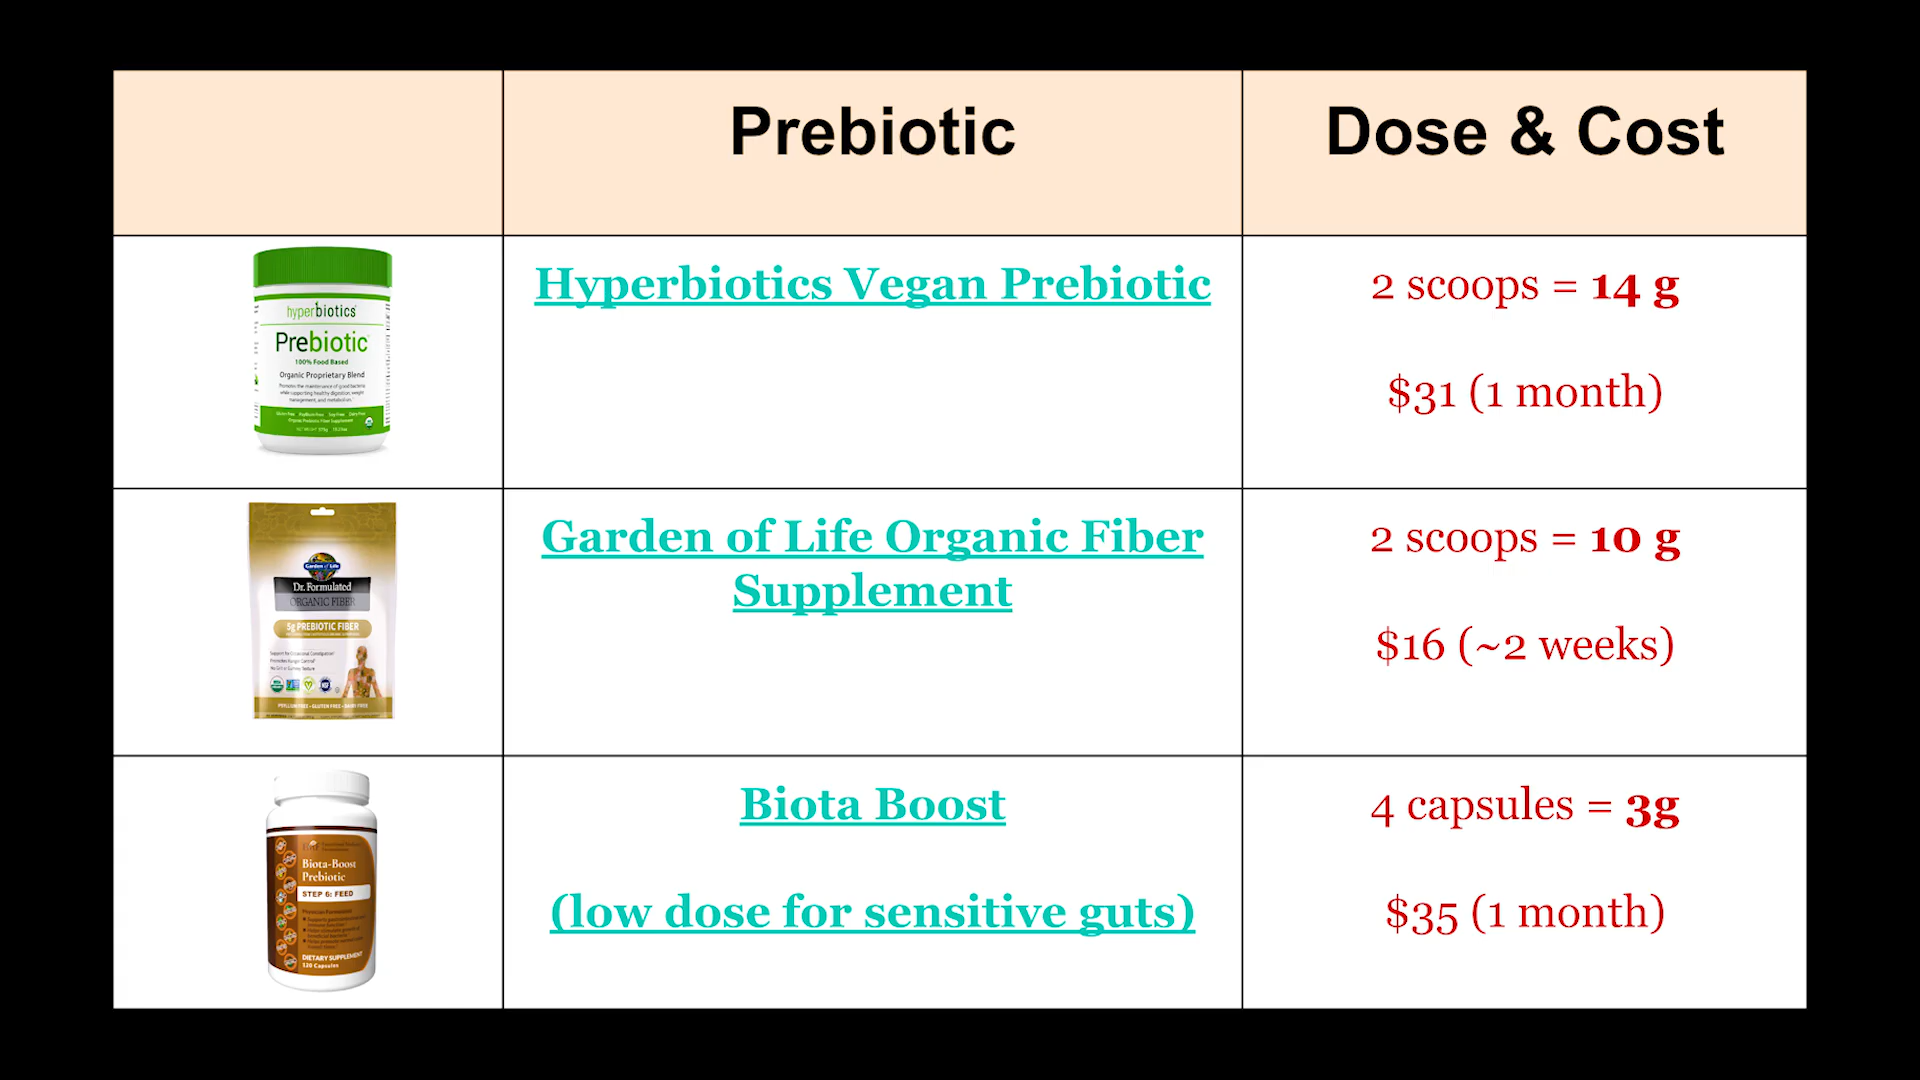 Prebiotic
Dose & Cost
hyperbiotics
Prebiotic
100% Food Based
Organic Proprietary Blend
Hyperbiotics Vegan Prebiotic
2 scoops = 14 g
$31 (1 month)
Garden of Life
Dr. Formulated
ORGANIC FIBER
5g PREBIOTIC FIBER
Garden of Life Organic Fiber
Supplement
2 scoops = 10 g
$16 (~2 weeks)
Biota-Boost
Prebiotic
STEP 6: FEED
DIETARY SUPPLEMENT
120 Capsules
Biota Boost
(low dose for sensitive guts)
4 capsules = 3g
$35 (1 month)